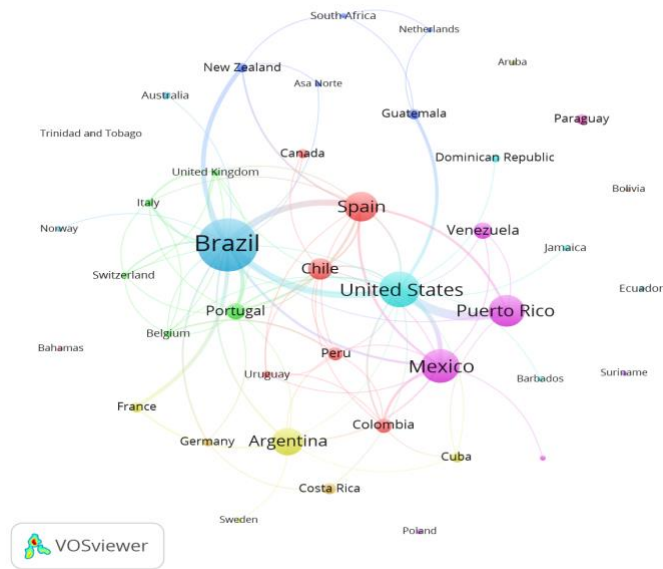 South Africa
Netherlands
New Zealand
Aruba
Asa Norte
Australia
Guatemala
Paraguay
Trinidad and Tobago
Canada
Dominican Republic
United Kingdom
Bolivia
Italy
Spain
Norway
Brazil
Venezuela
Jamaica
Switzerland
Chile
United States
Ecuador
Portugal
Puerto Rico
Belgium
Bahamas
Peru
Mexico
Uruguay
Barbados
Suriname
France
Colombia
Germany
Argentina
Cuba
Costa Rica
Sweden
Poland
VOSviewer